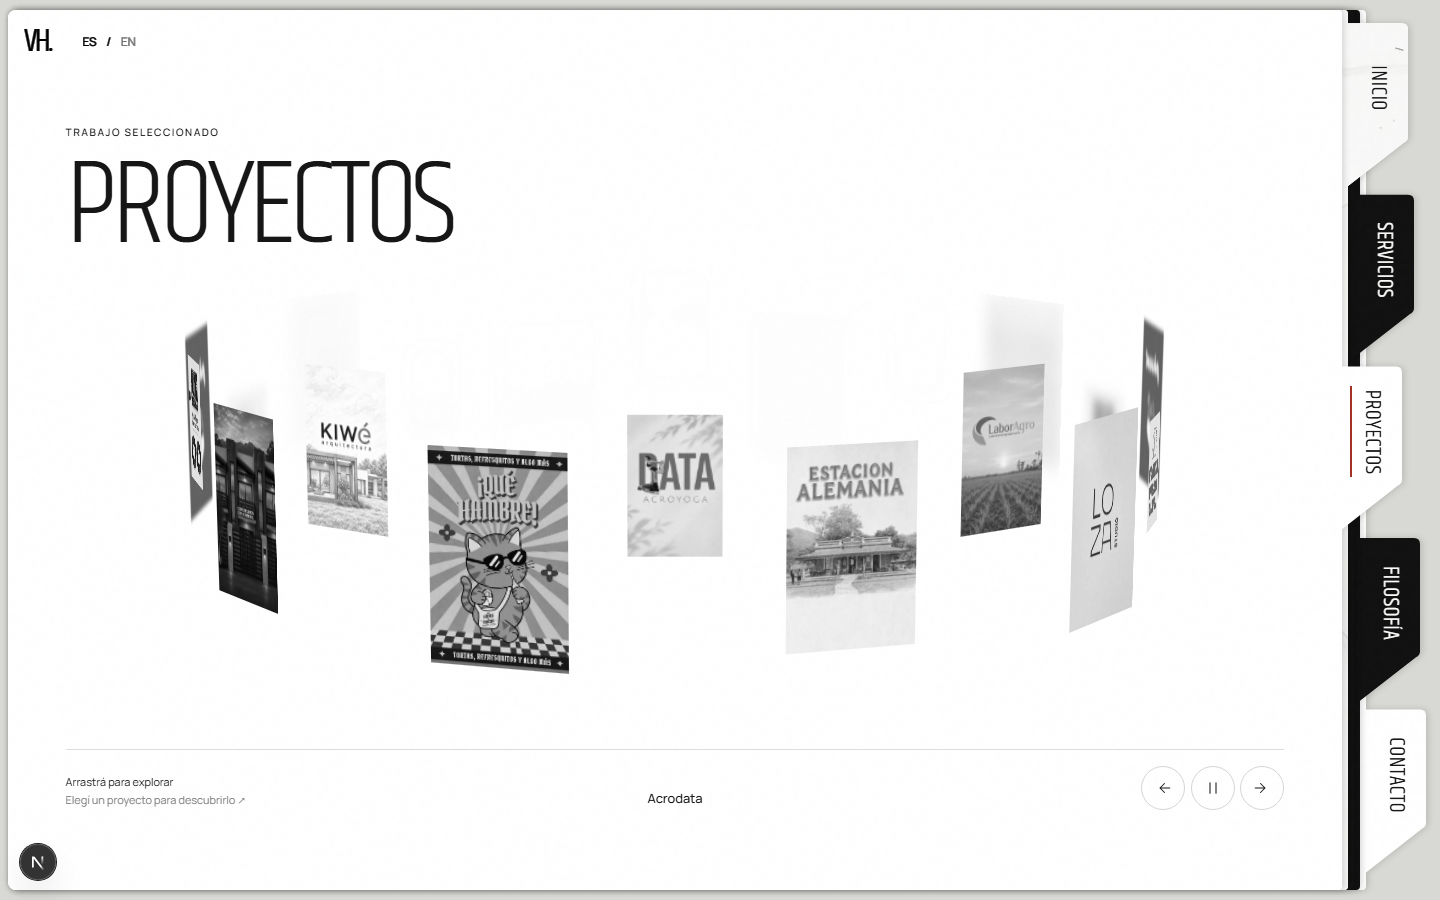 VH.
ES / EN
TRABAJO SELECCIONADO
PROYECTOS
KIWé
arquitectura
TORTAS, REFRESQUITOS Y ALGO MÁS
¡QUÉ
HAMBRE!
TORTAS, REFRESQUITOS Y ALGO MÁS
DATA
ACROYOGA
ESTACION
ALEMANIA
LaborAgro
LO
ZA
Arrastrá para explorar
Elegí un proyecto para descubrirlo ↗
Acrodata
N
INICIO
SERVICIOS
PROYECTOS
FILOSOFÍA
CONTACTO